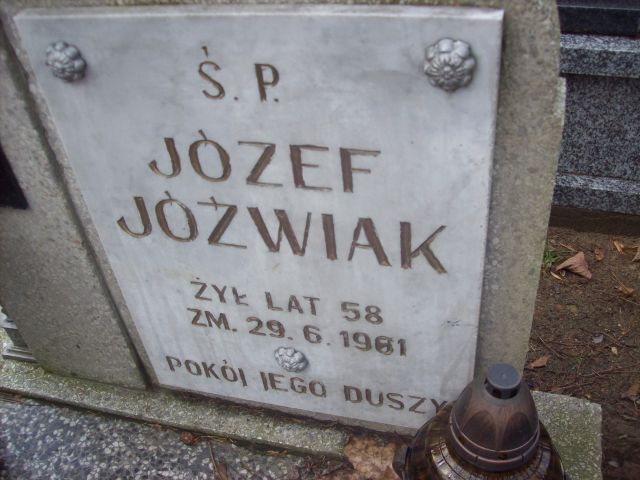 Ś. P.
JÓZEF
JÓŹWIAK
ŻYŁ LAT 58
ZM. 29.6.1961
POKÓJ JEGO DUSZY